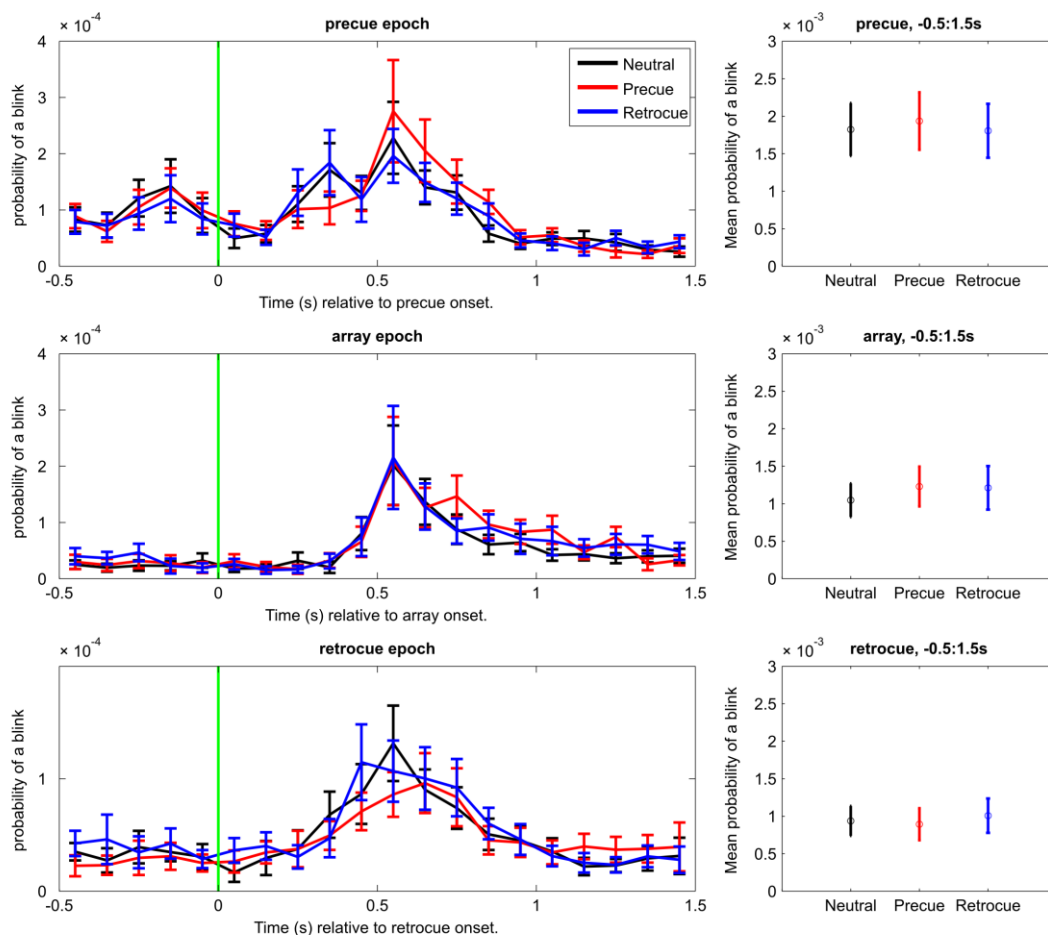 precue epoch
× 10⁻⁴
4
3
2
1
0
probability of a blink
Neutral
Precue
Retrocue
-0.5 0 0.5 1 1.5
Time (s) relative to precue onset.
precue, -0.5:1.5s
× 10⁻³
3
2.5
2
1.5
1
0.5
0
Mean probability of a blink
Neutral Precue Retrocue
array epoch
× 10⁻⁴
4
3
2
1
0
probability of a blink
-0.5 0 0.5 1 1.5
Time (s) relative to array onset.
array, -0.5:1.5s
× 10⁻³
3
2.5
2
1.5
1
0.5
0
Mean probability of a blink
Neutral Precue Retrocue
retrocue epoch
× 10⁻⁴
1
0
probability of a blink
-0.5 0 0.5 1 1.5
Time (s) relative to retrocue onset.
retrocue, -0.5:1.5s
× 10⁻³
3
2.5
2
1.5
1
0.5
0
Mean probability of a blink
Neutral Precue Retrocue